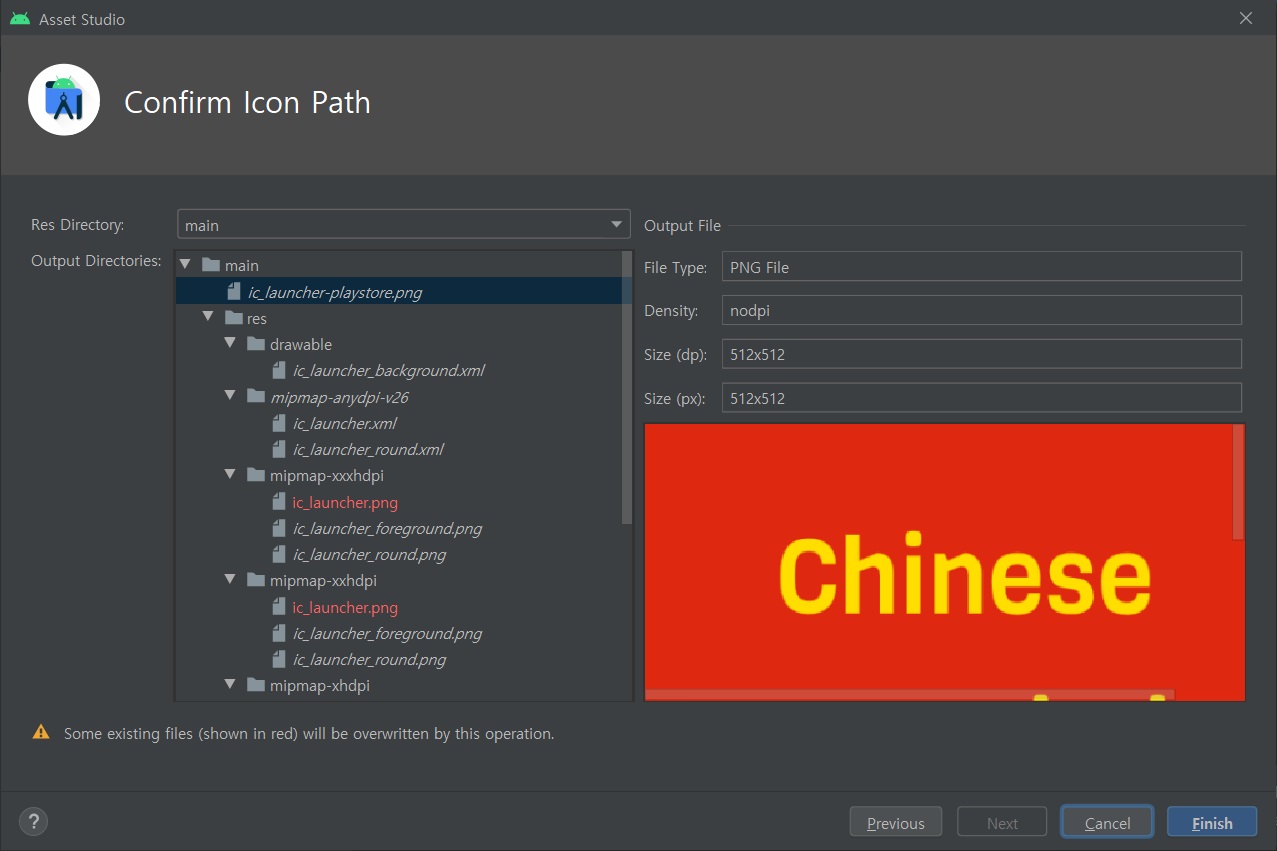 Asset Studio
Confirm Icon Path
Res Directory:
main
Output Directories:
main
ic_launcher-playstore.png
res
drawable
ic_launcher_background.xml
mipmap-anydpi-v26
ic_launcher.xml
ic_launcher_round.xml
mipmap-xxxhdpi
ic_launcher.png
ic_launcher_foreground.png
ic_launcher_round.png
mipmap-xxhdpi
ic_launcher.png
ic_launcher_foreground.png
ic_launcher_round.png
mipmap-xhdpi
Output File
File Type:
PNG File
Density:
nodpi
Size (dp):
512x512
Size (px):
512x512
Chinese
Some existing files (shown in red) will be overwritten by this operation.
?
Previous
Next
Cancel
Finish